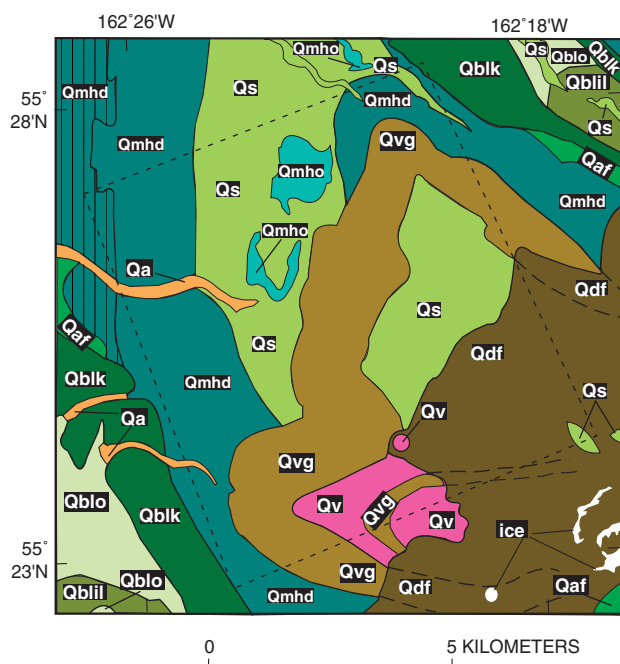 162° 26'W 162° 18'W
55°
28'N
Qmho
Qs
Qs
Qblk
Qs
Qblo
Qblk
Qblil
Qmhd
Qmhd
Qs
Qmhd
Qvg
Qaf
Qmhd
Qs
Qmho
Qmho
Qa
Qdf
Qaf
Qs
Qs
Qdf
Qblk
Qmhd
Qs
Qa
Qv
Qvg
Qblo
Qblk
Qv
Qvg
Qv
ice
55°
23'N
Qblil
Qblo
Qvg
Qmhd
Qdf
Qaf
0 5 KILOMETERS